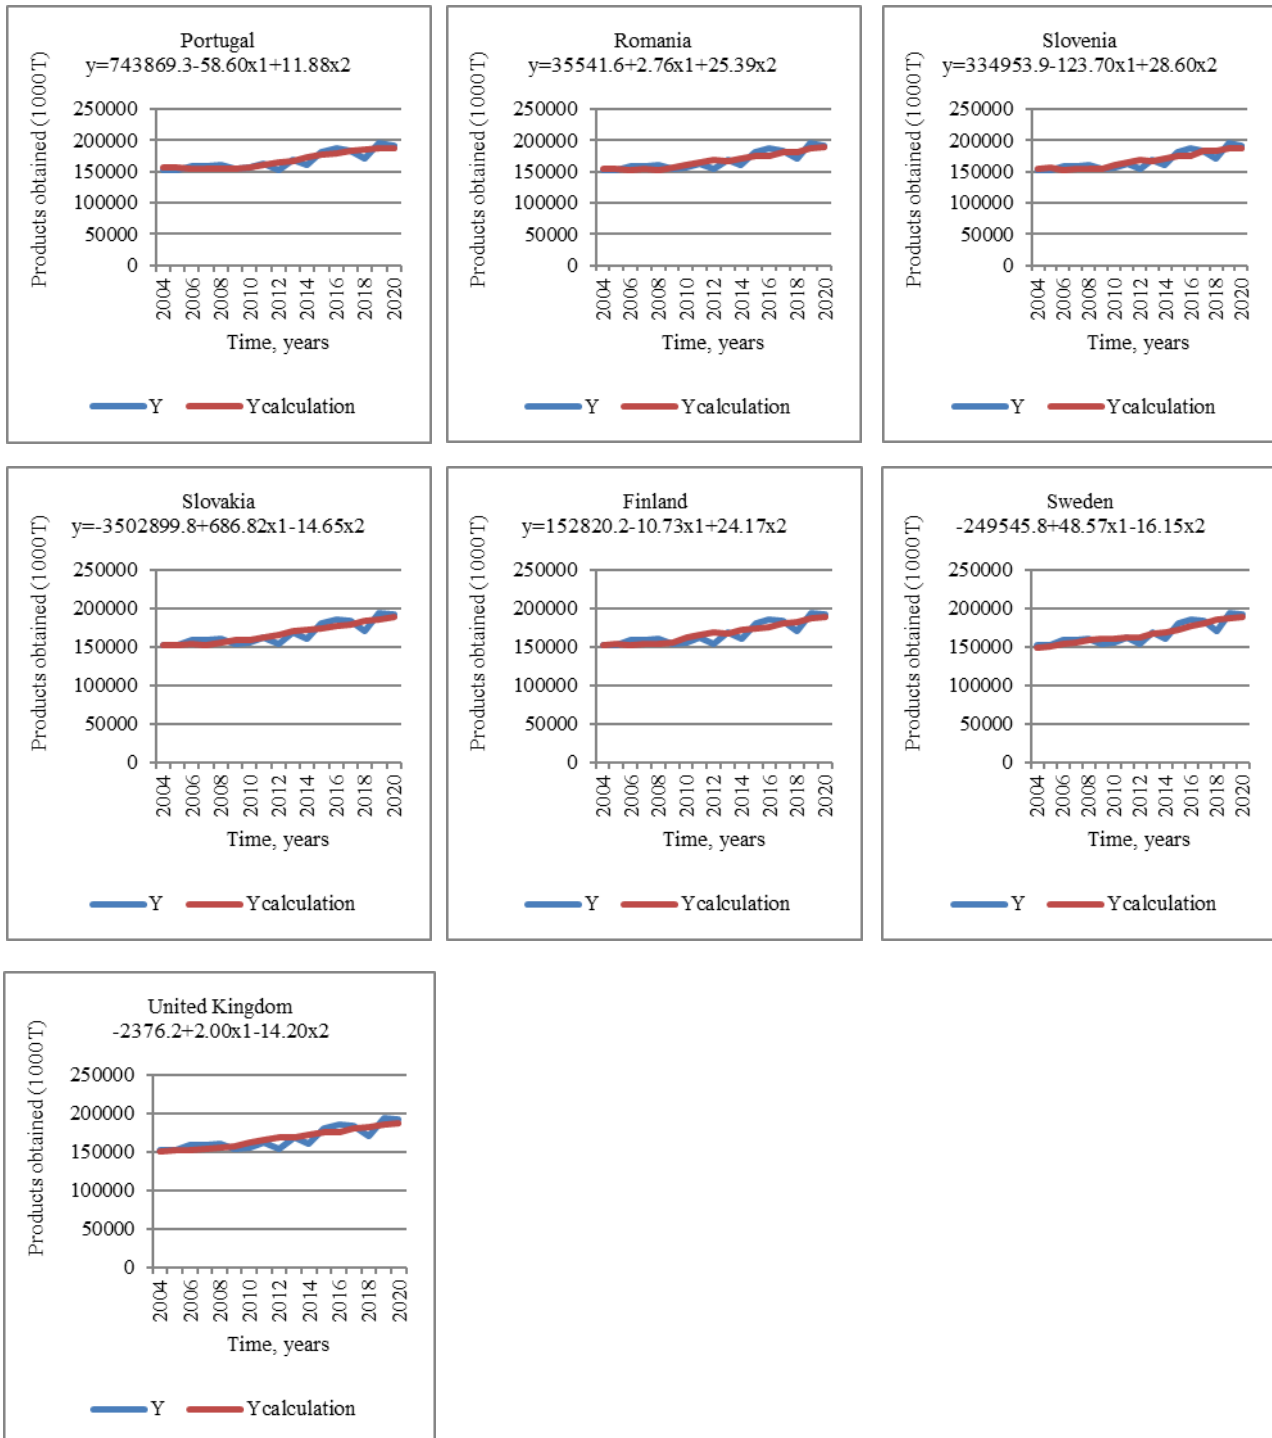 Portugal
y=743869.3-58.60x1+11.88x2
Products obtained (1000T)
250000
200000
150000
100000
50000
0
2004 2006 2008 2010 2012 2014 2016 2018 2020
Time, years
Y Ycalculation
Romania
y=35541.6+2.76x1+25.39x2
Products obtained (1000T)
250000
200000
150000
100000
50000
0
2004 2006 2008 2010 2012 2014 2016 2018 2020
Time, years
Y Ycalculation
Slovenia
y=334953.9-123.70x1+28.60x2
Products obtained (1000T)
250000
200000
150000
100000
50000
0
2004 2006 2008 2010 2012 2014 2016 2018 2020
Time, years
Y Ycalculation
Slovakia
y=-3502899.8+686.82x1-14.65x2
Products obtained (1000T)
250000
200000
150000
100000
50000
0
2004 2006 2008 2010 2012 2014 2016 2018 2020
Time, years
Y Ycalculation
Finland
y=152820.2-10.73x1+24.17x2
Products obtained (1000T)
250000
200000
150000
100000
50000
0
2004 2006 2008 2010 2012 2014 2016 2018 2020
Time, years
Y Ycalculation
Sweden
-249545.8+48.57x1-16.15x2
Products obtained (1000T)
250000
200000
150000
100000
50000
0
2004 2006 2008 2010 2012 2014 2016 2018 2020
Time, years
Y Ycalculation
United Kingdom
-2376.2+2.00x1-14.20x2
Products obtained (1000T)
250000
200000
150000
100000
50000
0
2004 2006 2008 2010 2012 2014 2016 2018 2020
Time, years
Y Ycalculation